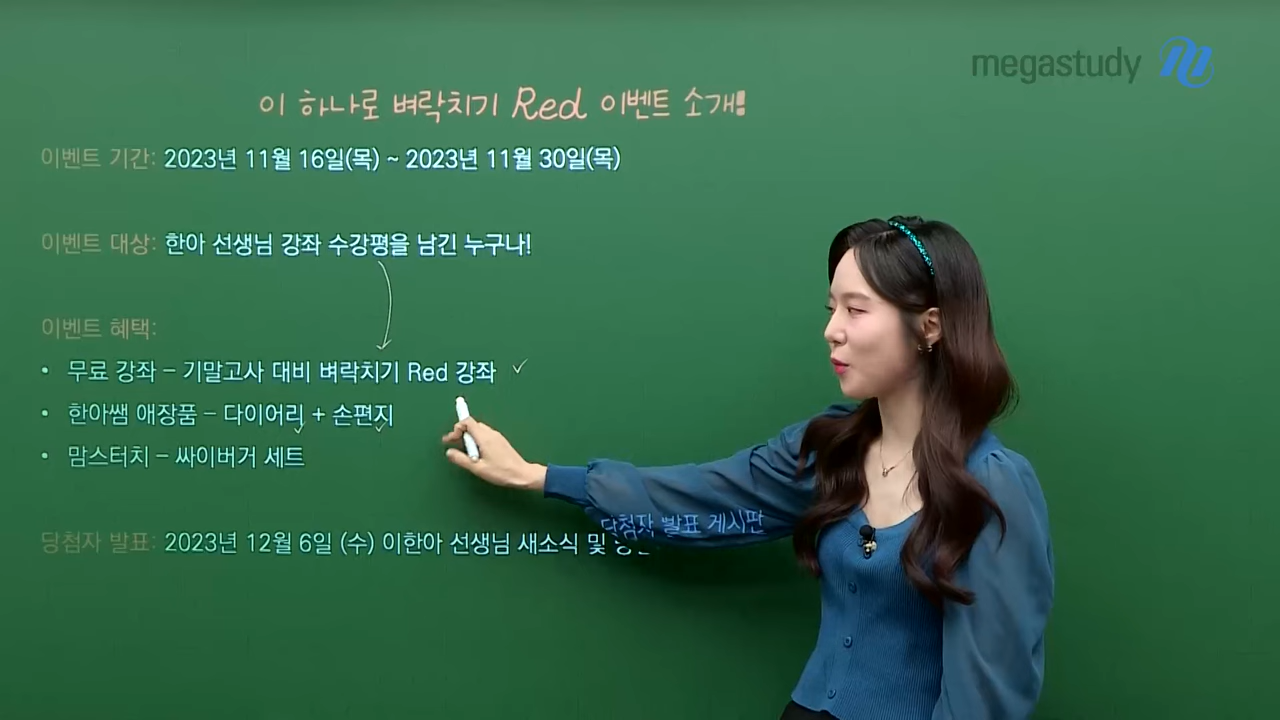 megastudy
이 하나로 벼락치기 Red 이벤트 소개!
이벤트 기간: 2023년 11월 16일(목) ~ 2023년 11월 30일(목)
이벤트 대상: 한아 선생님 강좌 수강평을 남긴 누구나!
이벤트 혜택:
• 무료 강좌 – 기말고사 대비 벼락치기 Red 강좌
• 한아쌤 애장품 – 다이어리 + 손편지
• 맘스터치 – 싸이버거 세트
당첨자 발표: 2023년 12월 6일 (수) 이한아 선생님 새소식 및
당첨자 발표 게시판